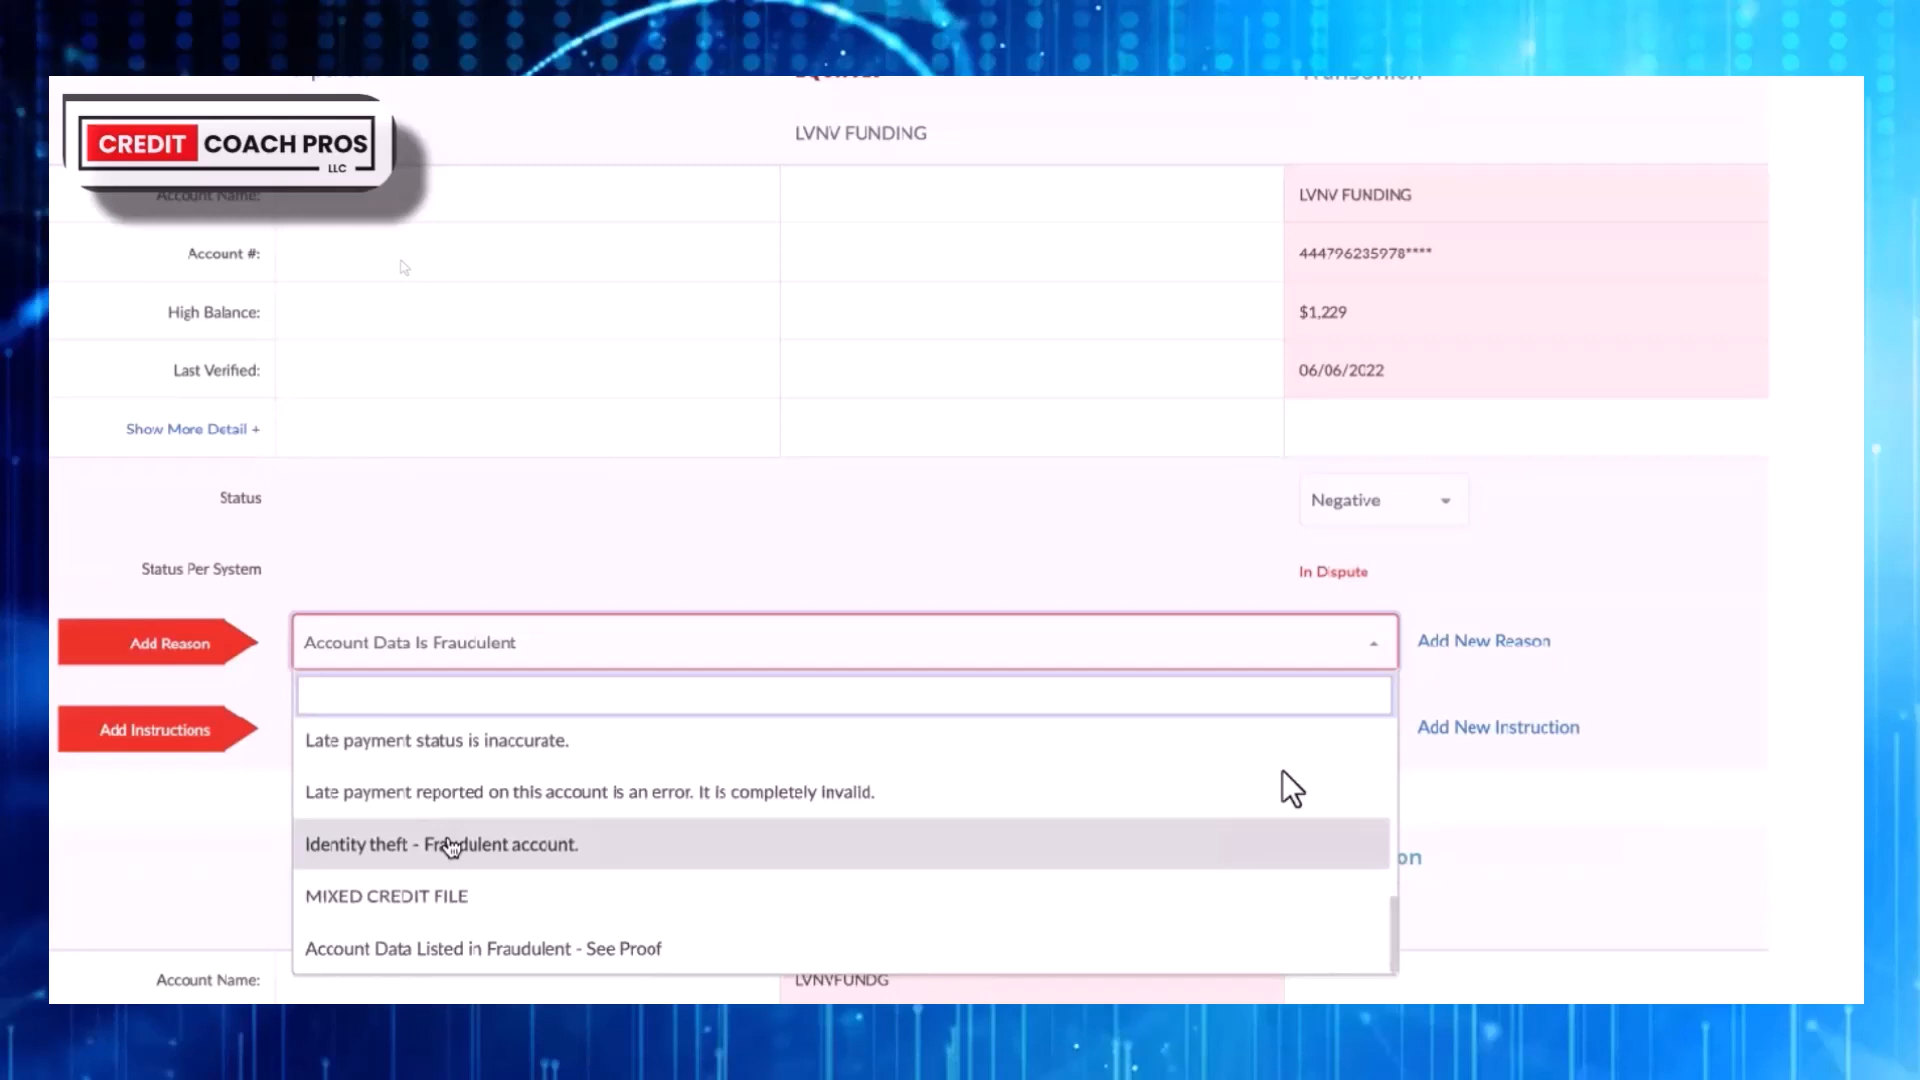 LVNV FUNDING
CREDIT COACH PROS
LLC
Account Name: LVNV FUNDING
Account #: 444796235978****
High Balance: $1,229
Last Verified: 06/06/2022
Show More Detail +
Status Negative
Status Per System In Dispute
Add Reason Account Data Is Fraudulent Add New Reason
Add Instructions Add New Instruction
Late payment status is inaccurate.
Late payment reported on this account is an error. It is completely invalid.
Identity theft - Fraudulent account.
on
MIXED CREDIT FILE
Account Data Listed in Fraudulent - See Proof
Account Name: LVNVFUNDG